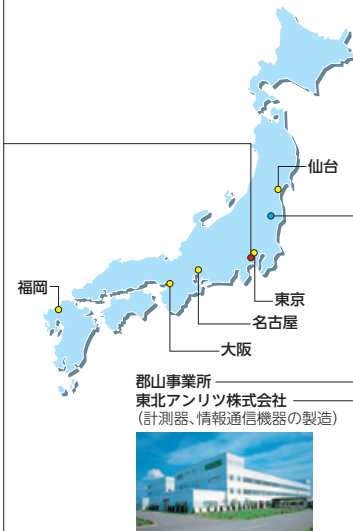 仙台
福岡
東京
名古屋
大阪
郡山事業所
東北アンリツ株式会社
(計測器、情報通信機器の製造)